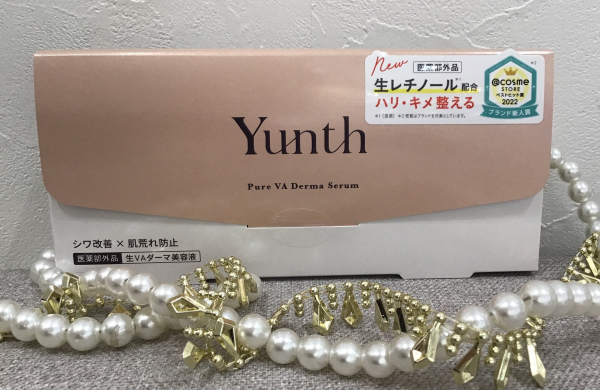 New
医薬部外品
生レチノール*¹配合
ハリ・キメ整える
@cosme
STORE
ベストヒット賞
2022
ブランド新人賞
*2
Yunth
Pure VA Derma Serum
シワ改善 × 肌荒れ防止
医薬部外品 生VAダーマ美容液